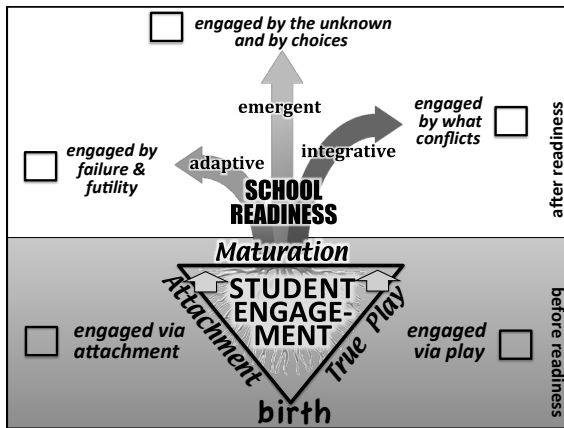 engaged by the unknown
and by choices
emergent
engaged
by what
conflicts
integrative
adaptive
engaged by
failure &
futility
after readiness
SCHOOL
READINESS
Maturation
STUDENT
ENGAGE-
MENT
Attachment
True Play
engaged via
attachment
engaged
via play
before readiness
birth